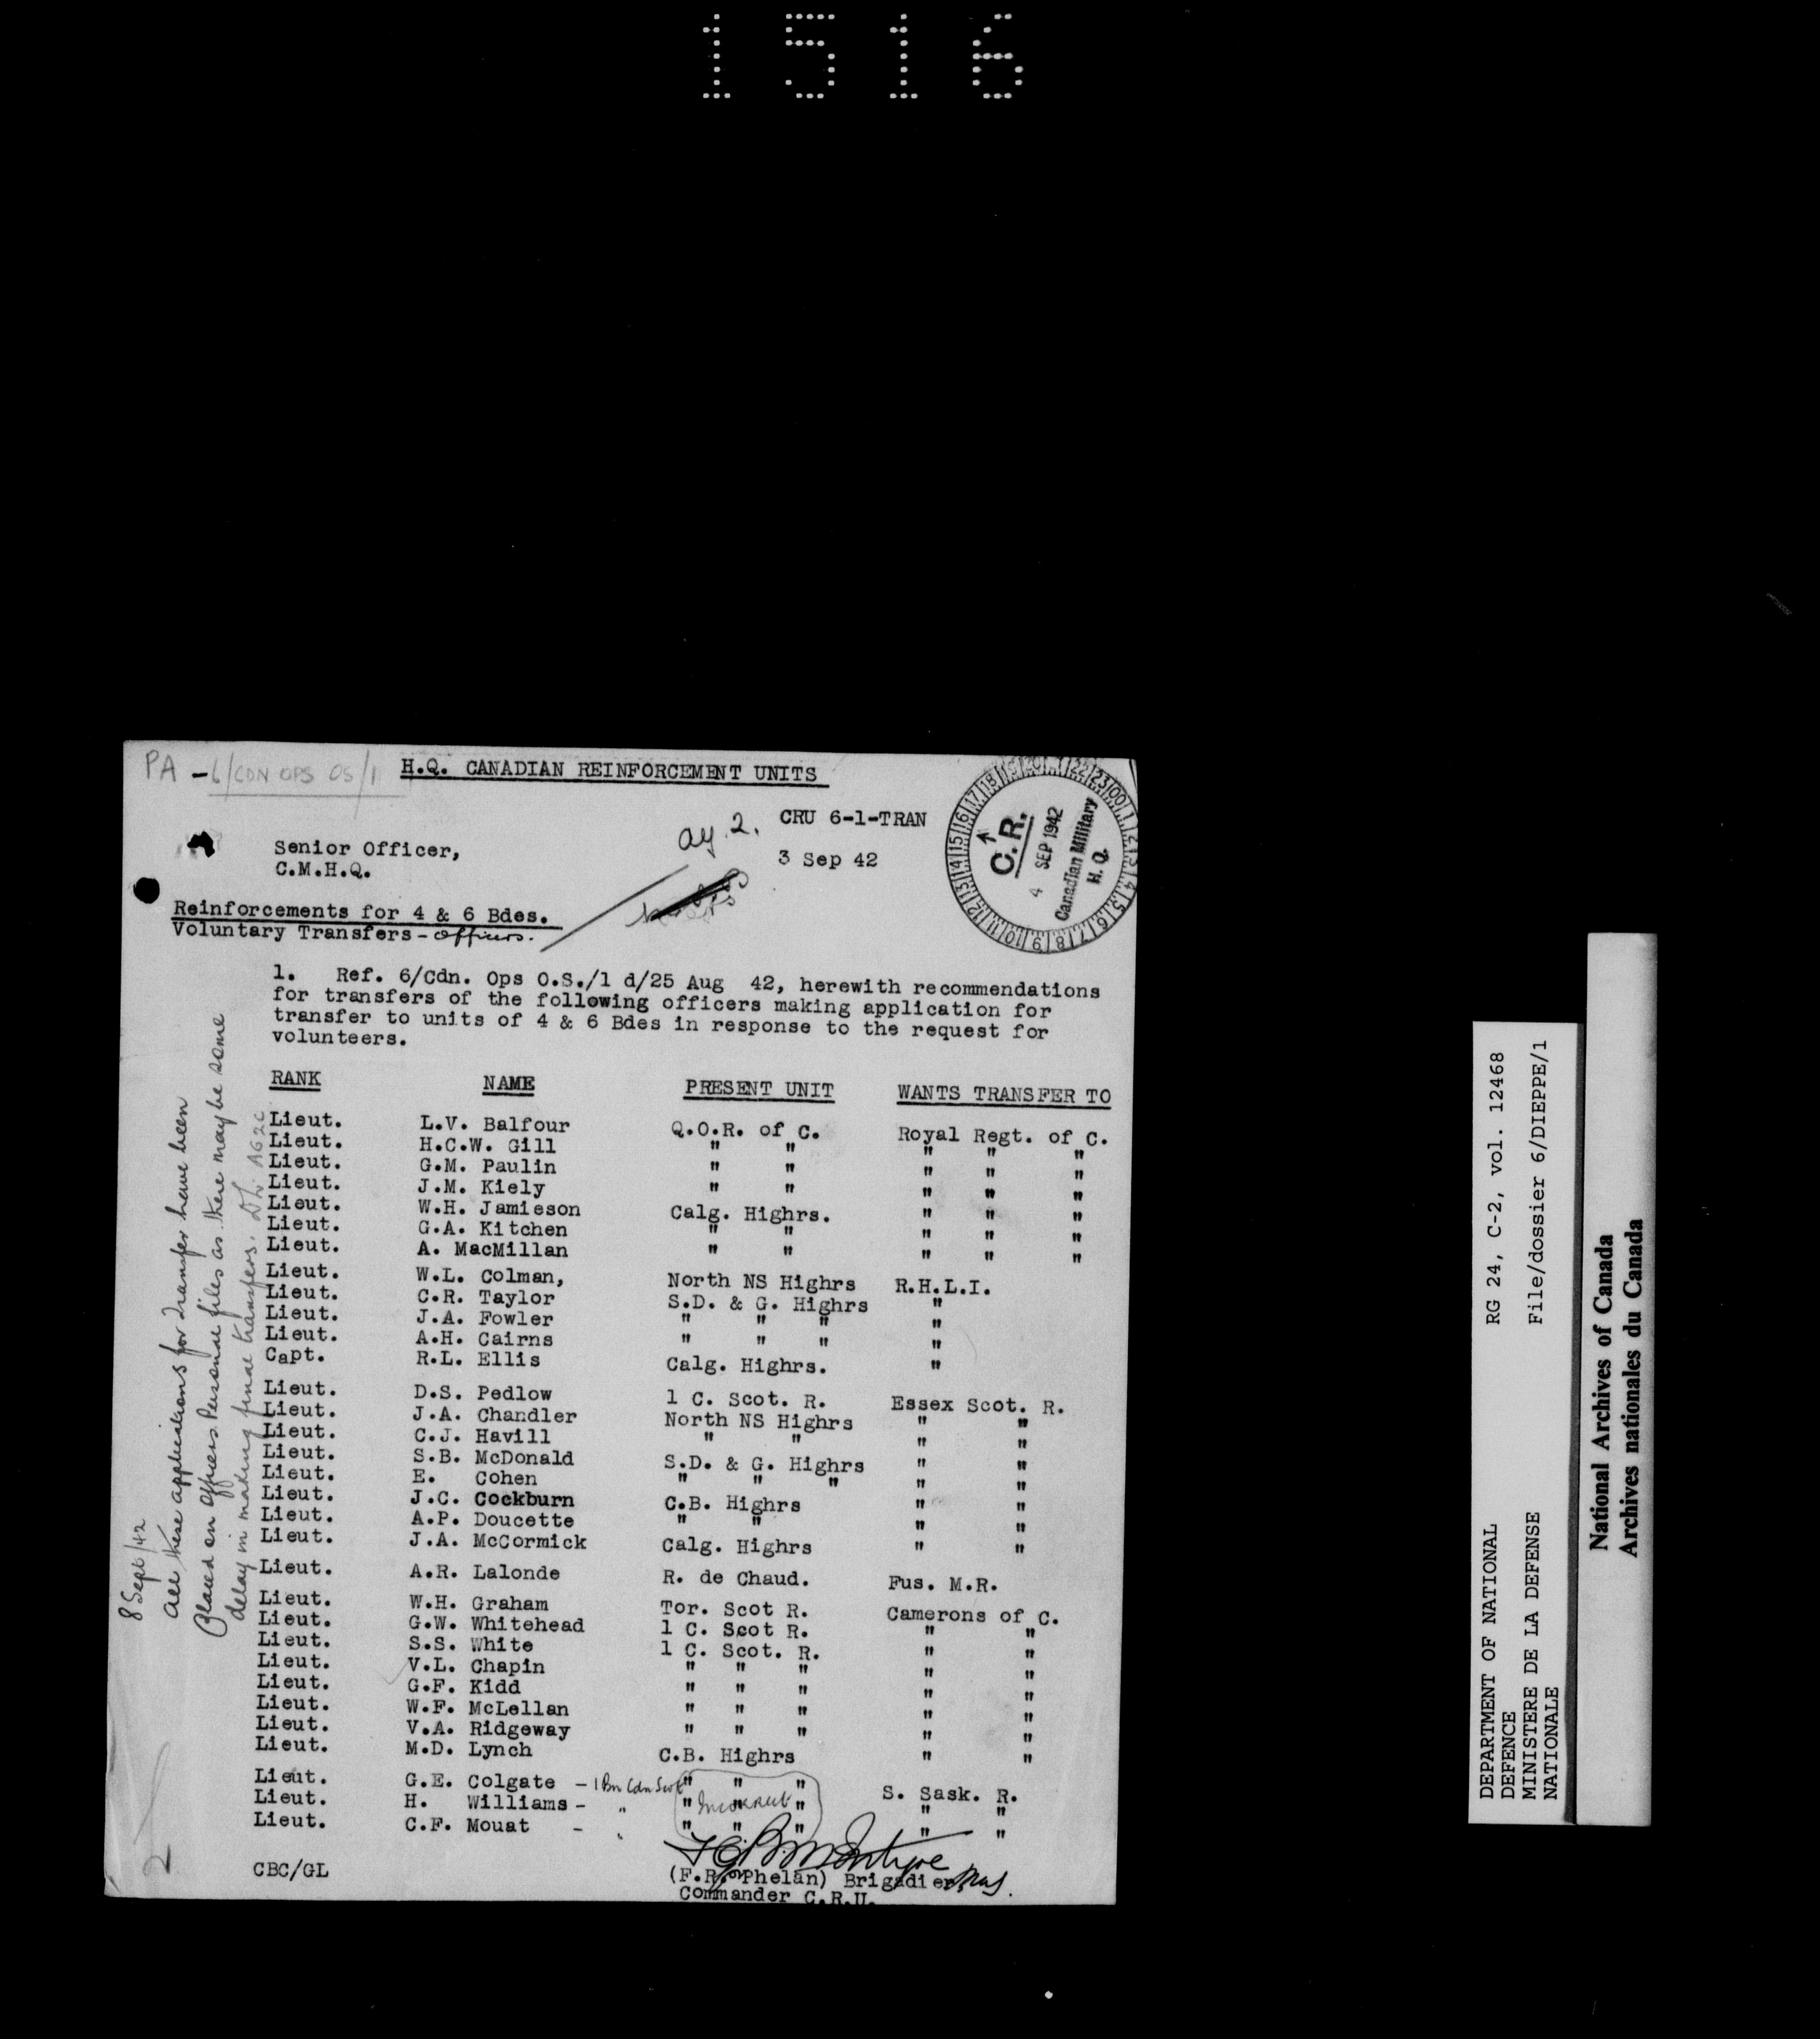 1516
PA - 6/CDN OPS OS/1
H.Q. CANADIAN REINFORCEMENT UNITS
CRU 6-1-TRAN
ag 2.
3 Sep 42
C.R.
4 SEP 1942
Canadian Military
H.Q.
Senior Officer,
C.M.H.Q.
Reinforcements for 4 & 6 Bdes.
Voluntary Transfers - Officers.
1. Ref. 6/Cdn. Ops O.S./1 d/25 Aug 42, herewith recommendations
for transfers of the following officers making application for
transfer to units of 4 & 6 Bdes in response to the request for
volunteers.
RANK NAME PRESENT UNIT WANTS TRANSFER TO
Lieut. L.V. Balfour Q.O.R. of C. Royal Regt. of C.
Lieut. H.C.W. Gill " " " " "
Lieut. G.M. Paulin " " " " "
Lieut. J.M. Kiely " " " " "
Lieut. W.H. Jamieson Calg. Highrs. " " "
Lieut. G.A. Kitchen " " " " "
Lieut. A. MacMillan " " " " "
Lieut. W.L. Colman, North NS Highrs R.H.L.I.
Lieut. C.R. Taylor S.D. & G. Highrs "
Lieut. J.A. Fowler " " " "
Lieut. A.H. Cairns " " " "
Capt. R.L. Ellis Calg. Highrs. "
Lieut. D.S. Pedlow 1 C. Scot. R. Essex Scot. R.
Lieut. J.A. Chandler North NS Highrs " "
Lieut. C.J. Havill " " " "
Lieut. S.B. McDonald S.D. & G. Highrs " "
Lieut. E. Cohen " " " " "
Lieut. J.C. Cockburn C.B. Highrs " "
Lieut. A.P. Doucette " " " "
Lieut. J.A. McCormick Calg. Highrs " "
Lieut. A.R. Lalonde R. de Chaud. Fus. M.R.
Lieut. W.H. Graham Tor. Scot R. Camerons of C.
Lieut. G.W. Whitehead 1 C. Scot R. " "
Lieut. S.S. White 1 C. Scot. R. " "
Lieut. V.L. Chapin " " " " "
Lieut. G.F. Kidd " " " " "
Lieut. W.F. McLellan " " " " "
Lieut. V.A. Ridgeway " " " " "
Lieut. M.D. Lynch C.B. Highrs " "
Lieut. G.E. Colgate - 1 Bn Cdn Scot " " " S. Sask. R.
Lieut. H. Williams - " " " " " "
Lieut. C.F. Mouat - " " " " " "
Incorrect
CBC/GL
(F.R. Phelan) Brigadier,
Commander C.R.U.
8 Sept/42
All these applications for transfer have been
placed on officers Personal files as there may be some
delay in making final transfers. AG2c
2
DEPARTMENT OF NATIONAL
DEFENCE
MINISTERE DE LA DEFENSE
NATIONALE
RG 24, C-2, vol. 12468
File/dossier 6/DIEPPE/1
National Archives of Canada
Archives nationales du Canada